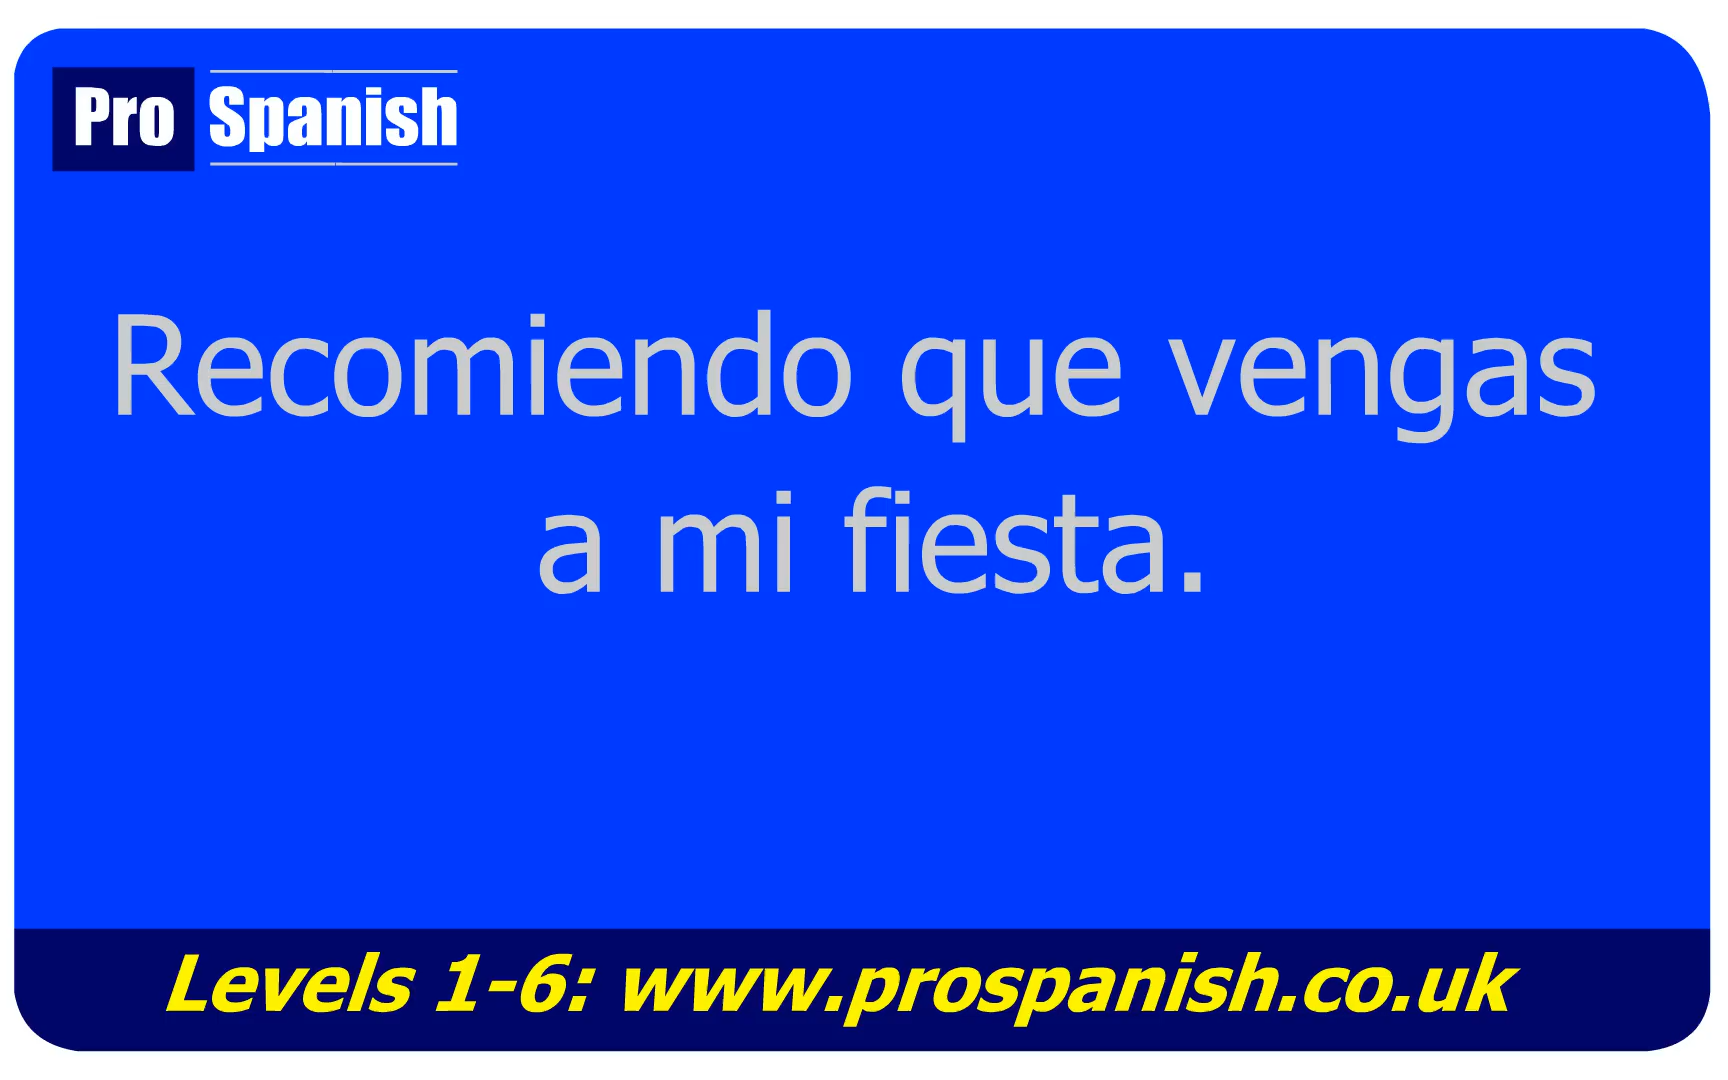 Pro Spanish
Recomiendo que vengas
a mi fiesta.
Levels 1-6: www.prospanish.co.uk